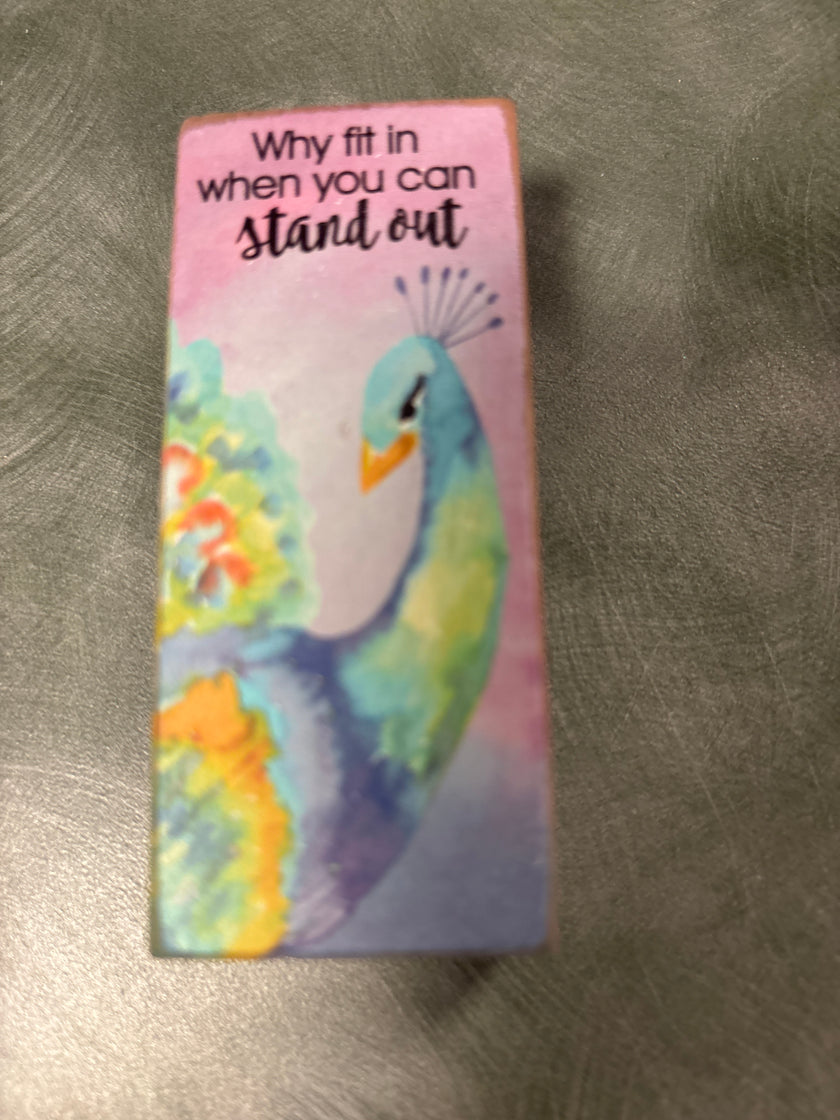 Why fit in
when you can
stand out